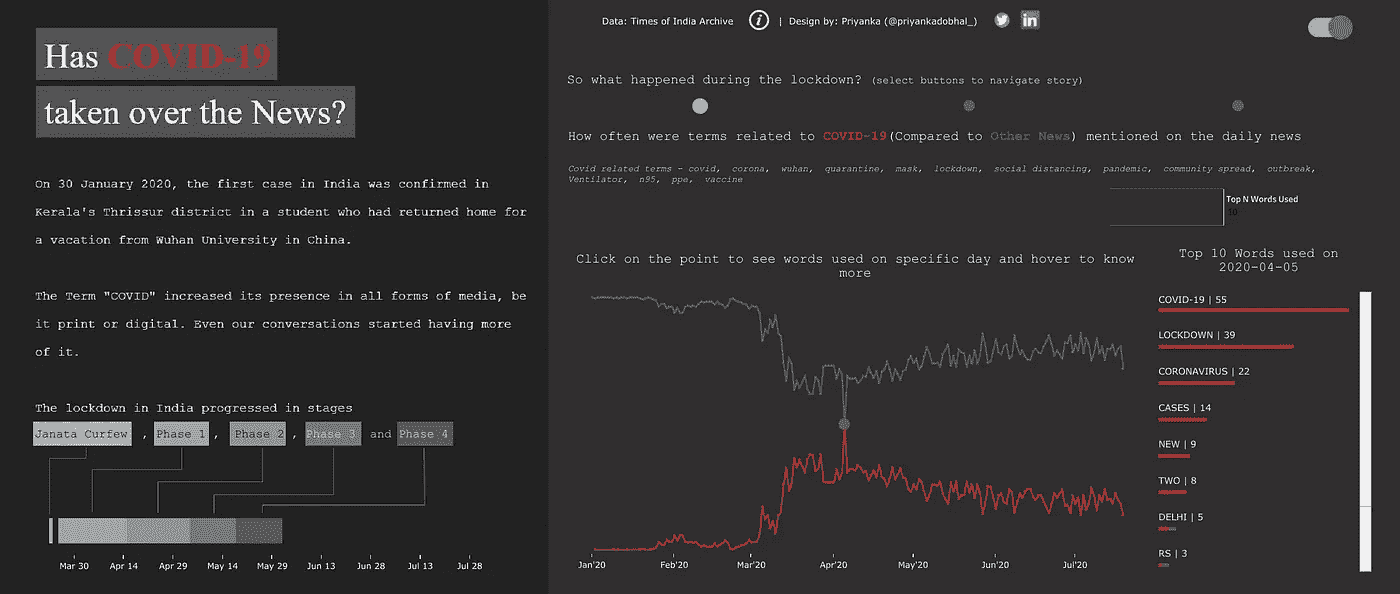 Has COVID-19
taken over the News?
On 30 January 2020, the first case in India was confirmed in
Kerala's Thrissur district in a student who had returned home for
a vacation from Wuhan University in China.
The Term "COVID" increased its presence in all forms of media, be
it print or digital. Even our conversations started having more
of it.
The lockdown in India progressed in stages
Janata Curfew , Phase 1 , Phase 2 , Phase 3 and Phase 4
Mar 30 Apr 14 Apr 29 May 14 May 29 Jun 13 Jun 28 Jul 13 Jul 28
Data: Times of India Archive i | Design by: Priyanka (@priyankadobhal_) in
So what happened during the lockdown? (select buttons to navigate story)
How often were terms related to COVID-19(Compared to Other News) mentioned on the daily news
Covid related terms - covid, corona, wuhan, quarantine, mask, lockdown, social distancing, pandemic, community spread, outbreak,
Ventilator, n95, ppe, vaccine
Top N Words Used
10
Click on the point to see words used on specific day and hover to know
more
Jan'20 Feb'20 Mar'20 Apr'20 May'20 Jun'20 Jul'20
Top 10 Words used on
2020-04-05
COVID-19 | 55
LOCKDOWN | 39
CORONAVIRUS | 22
CASES | 14
NEW | 9
TWO | 8
DELHI | 5
RS | 3